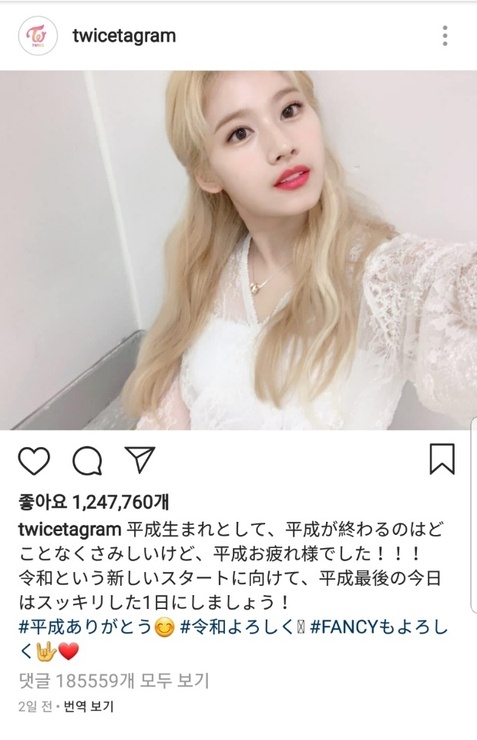 twicetagram
좋아요 1,247,760개
twicetagram 平成生まれとして、平成が終わるのはど
ことなくさみしいけど、平成お疲れ様でした！！！
令和という新しいスタートに向けて、平成最後の今日
はスッキリした1日にしましょう！
#平成ありがとう😊 #令和よろしく #FANCYもよろし
く🤟❤️
댓글 185559개 모두 보기
2일 전 • 번역 보기